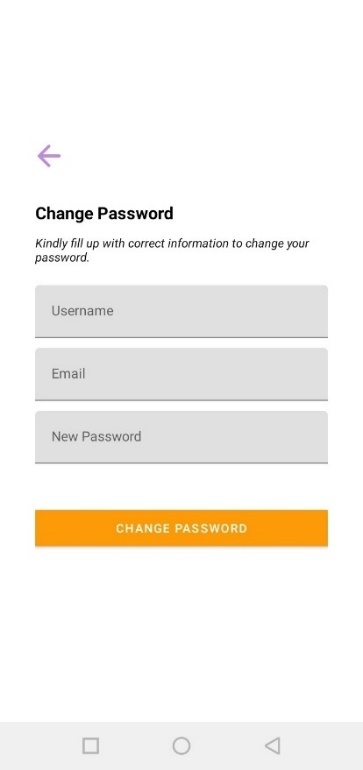 Change Password
Kindly fill up with correct information to change your
password.
Username
Email
New Password
CHANGE PASSWORD